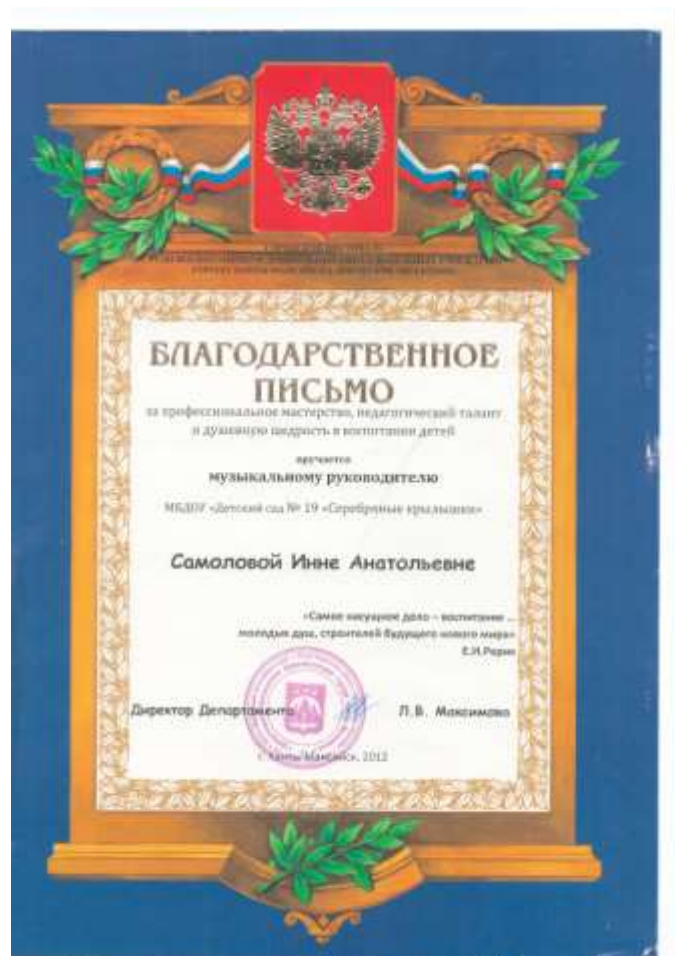 БЛАГОДАРСТВЕННОЕ
ПИСЬМО
за профессиональное мастерство, педагогический талант
и душевную щедрость в воспитании детей
вручается
музыкальному руководителю
МБДОУ «Детский сад № 19 «Серебряные крылышки»
Самоловой Инне Анатольевне
«Самое насущное дело – воспитание ...
молодых душ, строителей будущего нового мира»
Е.И.Рерих
Директор Департамента Л.В. Максимова
г. Ханты-Мансийск, 2012